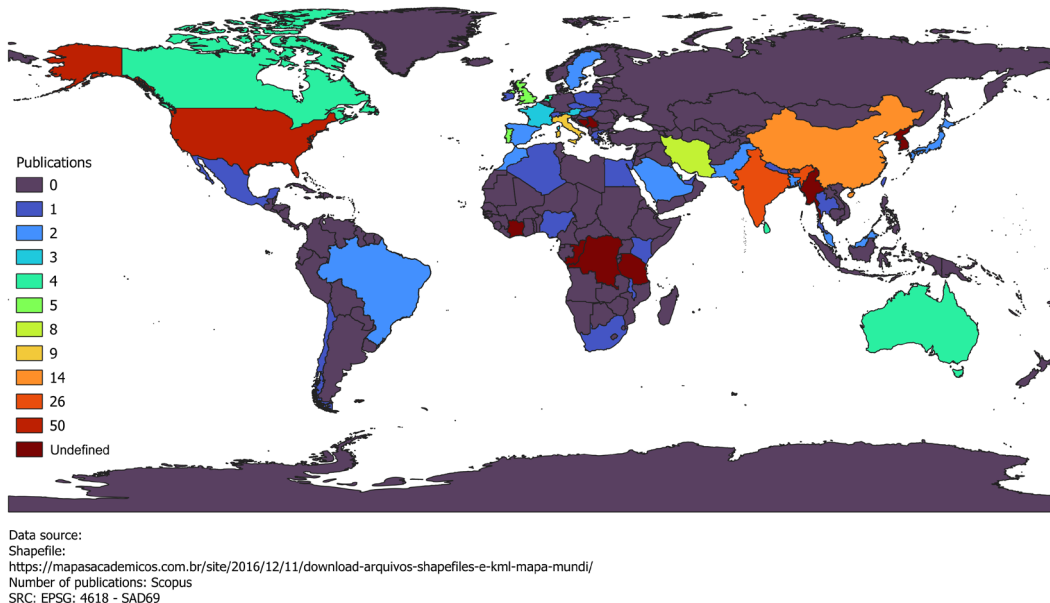 Publications
0
1
2
3
4
5
8
9
14
26
50
Undefined
Data source:
Shapefile:
https://mapasacademicos.com.br/site/2016/12/11/download-arquivos-shapefiles-e-kml-mapa-mundi/
Number of publications: Scopus
SRC: EPSG: 4618 - SAD69